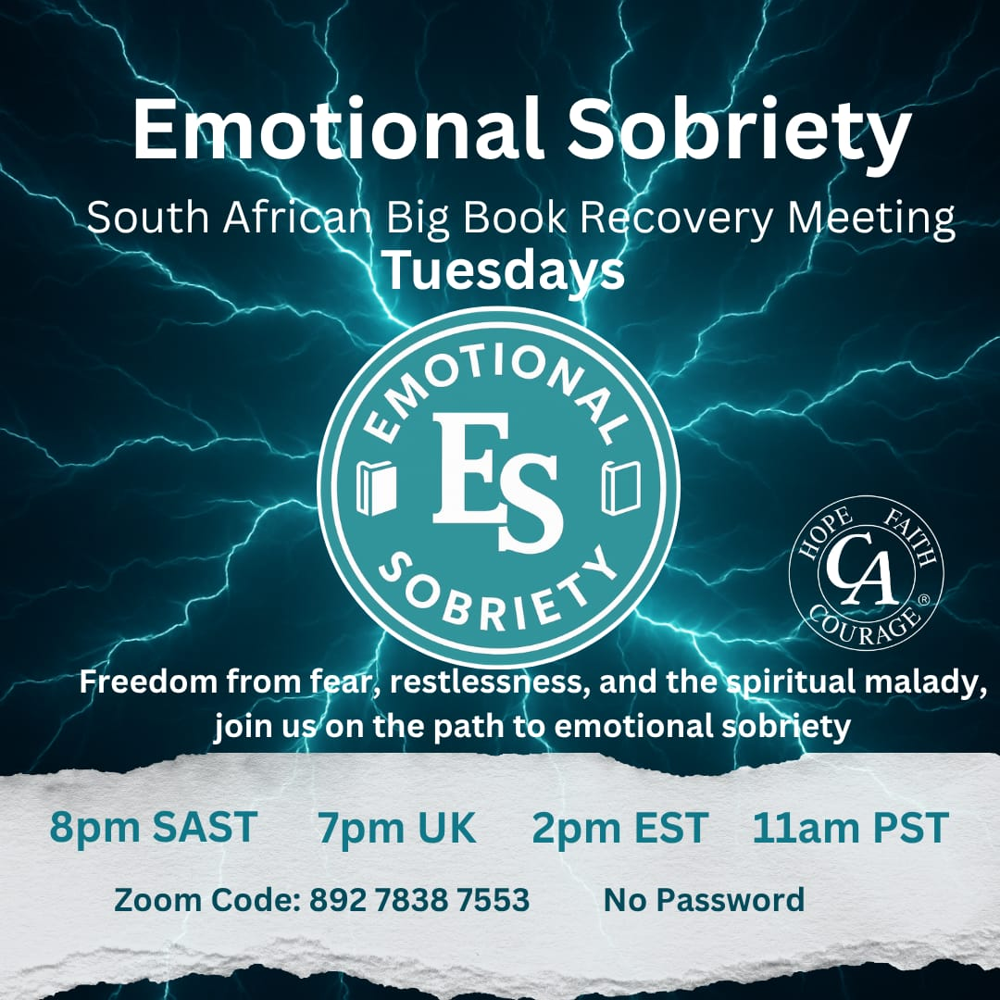 Emotional Sobriety
South African Big Book Recovery Meeting
Tuesdays
EMOTIONAL
ES
SOBRIETY
HOPE FAITH
CA
COURAGE®
Freedom from fear, restlessness, and the spiritual malady,
join us on the path to emotional sobriety
8pm SAST 7pm UK 2pm EST 11am PST
Zoom Code: 892 7838 7553 No Password